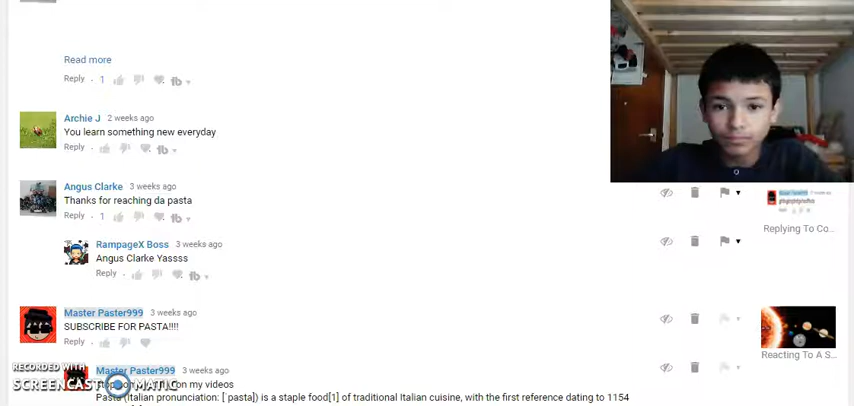 Read more
Reply · 1
Archie J 2 weeks ago
You learn something new everyday
Reply ·
Angus Clarke 3 weeks ago
Thanks for reaching da pasta
Reply · 1
Replying To Co...
RampageX Boss 3 weeks ago
Angus Clarke Yassss
Reply ·
Master Paster999 3 weeks ago
SUBSCRIBE FOR PASTA!!!!
Reply ·
Reacting To A S...
Master Paster999 3 weeks ago
on my videos
Pasta (Italian pronunciation: [ pasta]) is a staple food[1] of traditional Italian cuisine, with the first reference dating to 1154
RECORDED WITH
SCREENCAST MATIC